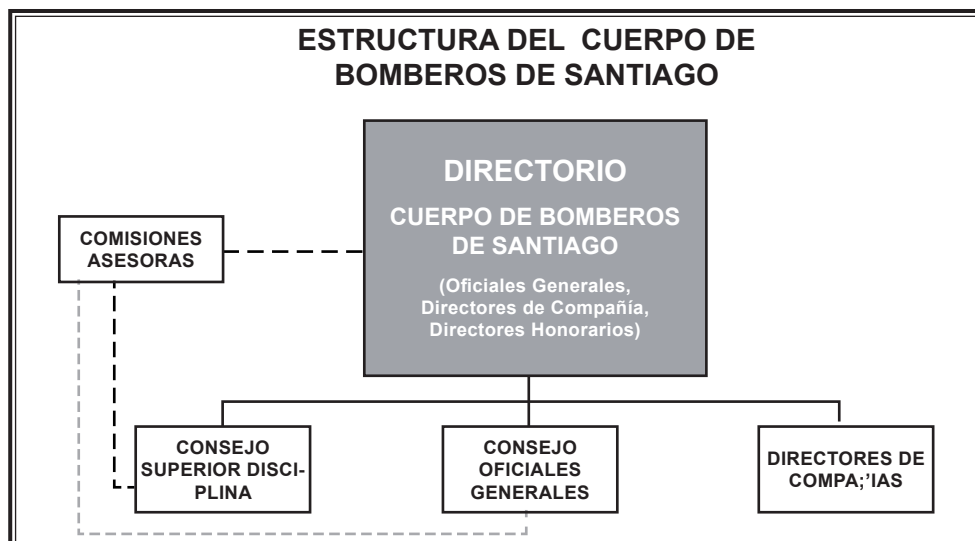 ESTRUCTURA DEL CUERPO DE
BOMBEROS DE SANTIAGO
DIRECTORIO
CUERPO DE BOMBEROS
DE SANTIAGO
(Oficiales Generales,
Directores de Compañía,
Directores Honorarios)
COMISIONES
ASESORAS
CONSEJO
SUPERIOR DISCI-
PLINA
CONSEJO
OFICIALES
GENERALES
DIRECTORES DE
COMPA;'IAS